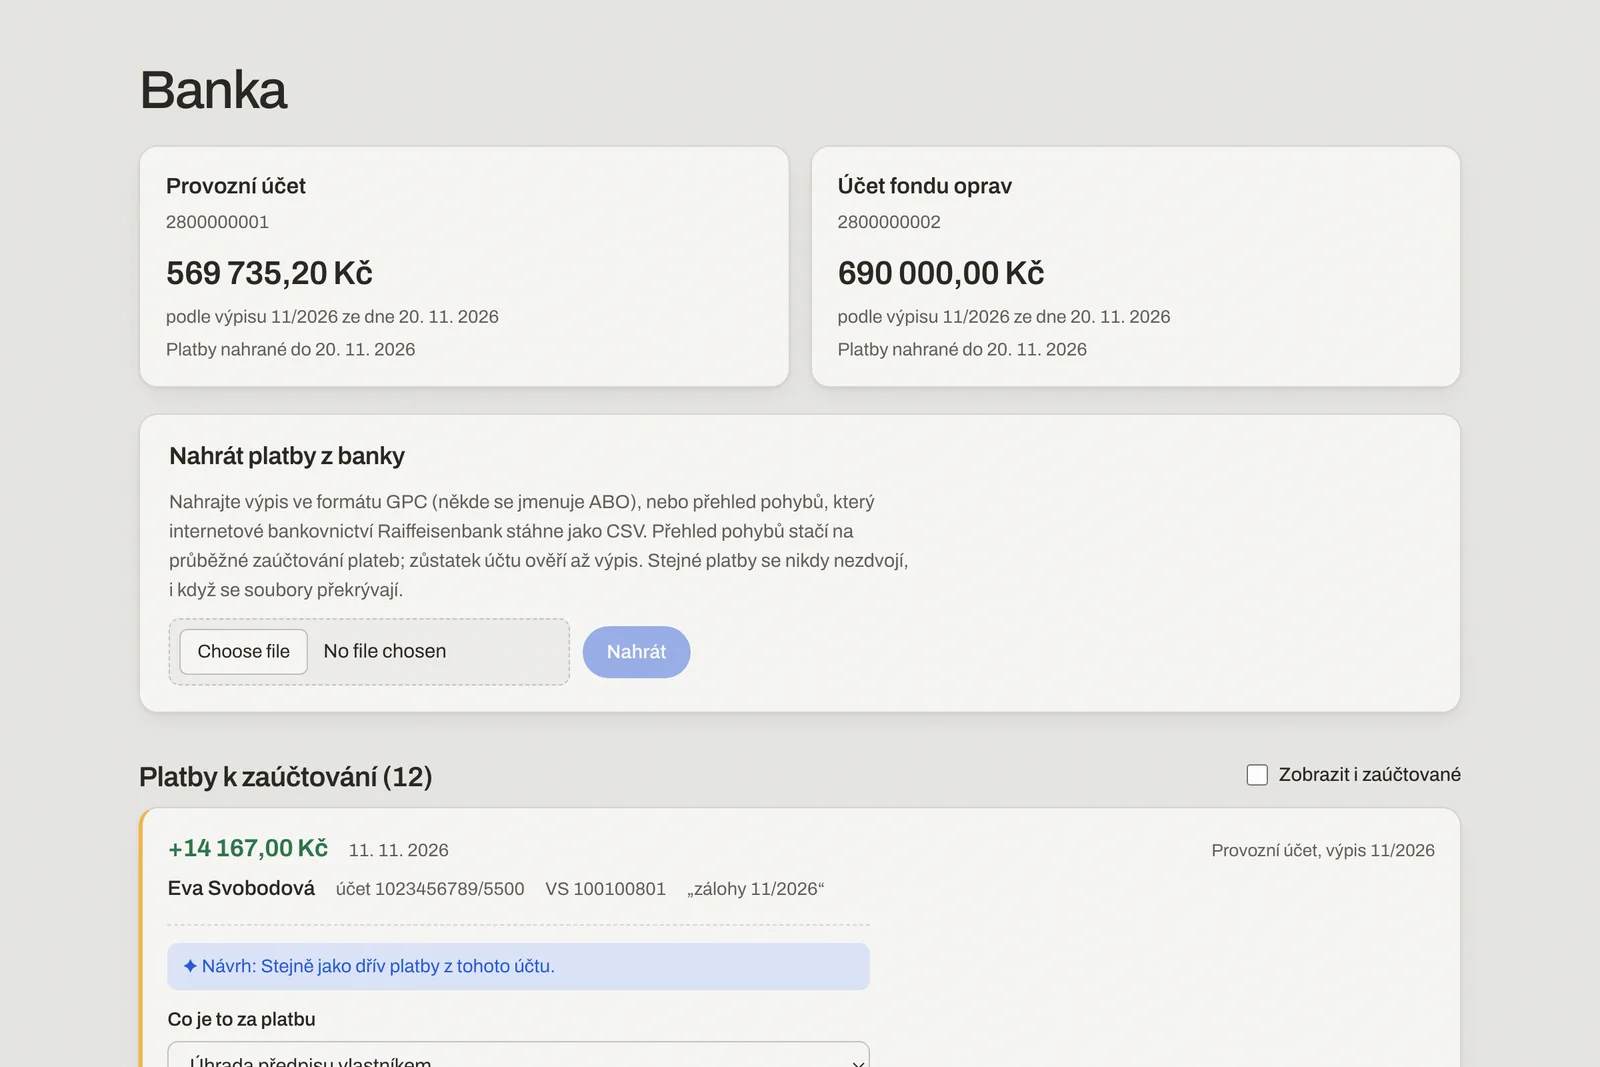 Banka
Provozní účet
2800000001
569 735,20 Kč
podle výpisu 11/2026 ze dne 20. 11. 2026
Platby nahrané do 20. 11. 2026
Účet fondu oprav
2800000002
690 000,00 Kč
podle výpisu 11/2026 ze dne 20. 11. 2026
Platby nahrané do 20. 11. 2026
Nahrát platby z banky
Nahrajte výpis ve formátu GPC (někde se jmenuje ABO), nebo přehled pohybů, který
internetové bankovnictví Raiffeisenbank stáhne jako CSV. Přehled pohybů stačí na
průběžné zaúčtování plateb; zůstatek účtu ověří až výpis. Stejné platby se nikdy nezdvojí,
i když se soubory překrývají.
Choose file No file chosen Nahrát
Platby k zaúčtování (12)
Zobrazit i zaúčtované
+14 167,00 Kč 11. 11. 2026
Provozní účet, výpis 11/2026
Eva Svobodová účet 1023456789/5500 VS 100100801 „zálohy 11/2026“
✦ Návrh: Stejně jako dřív platby z tohoto účtu.
Co je to za platbu
Úhrada předpisu vlastníkem